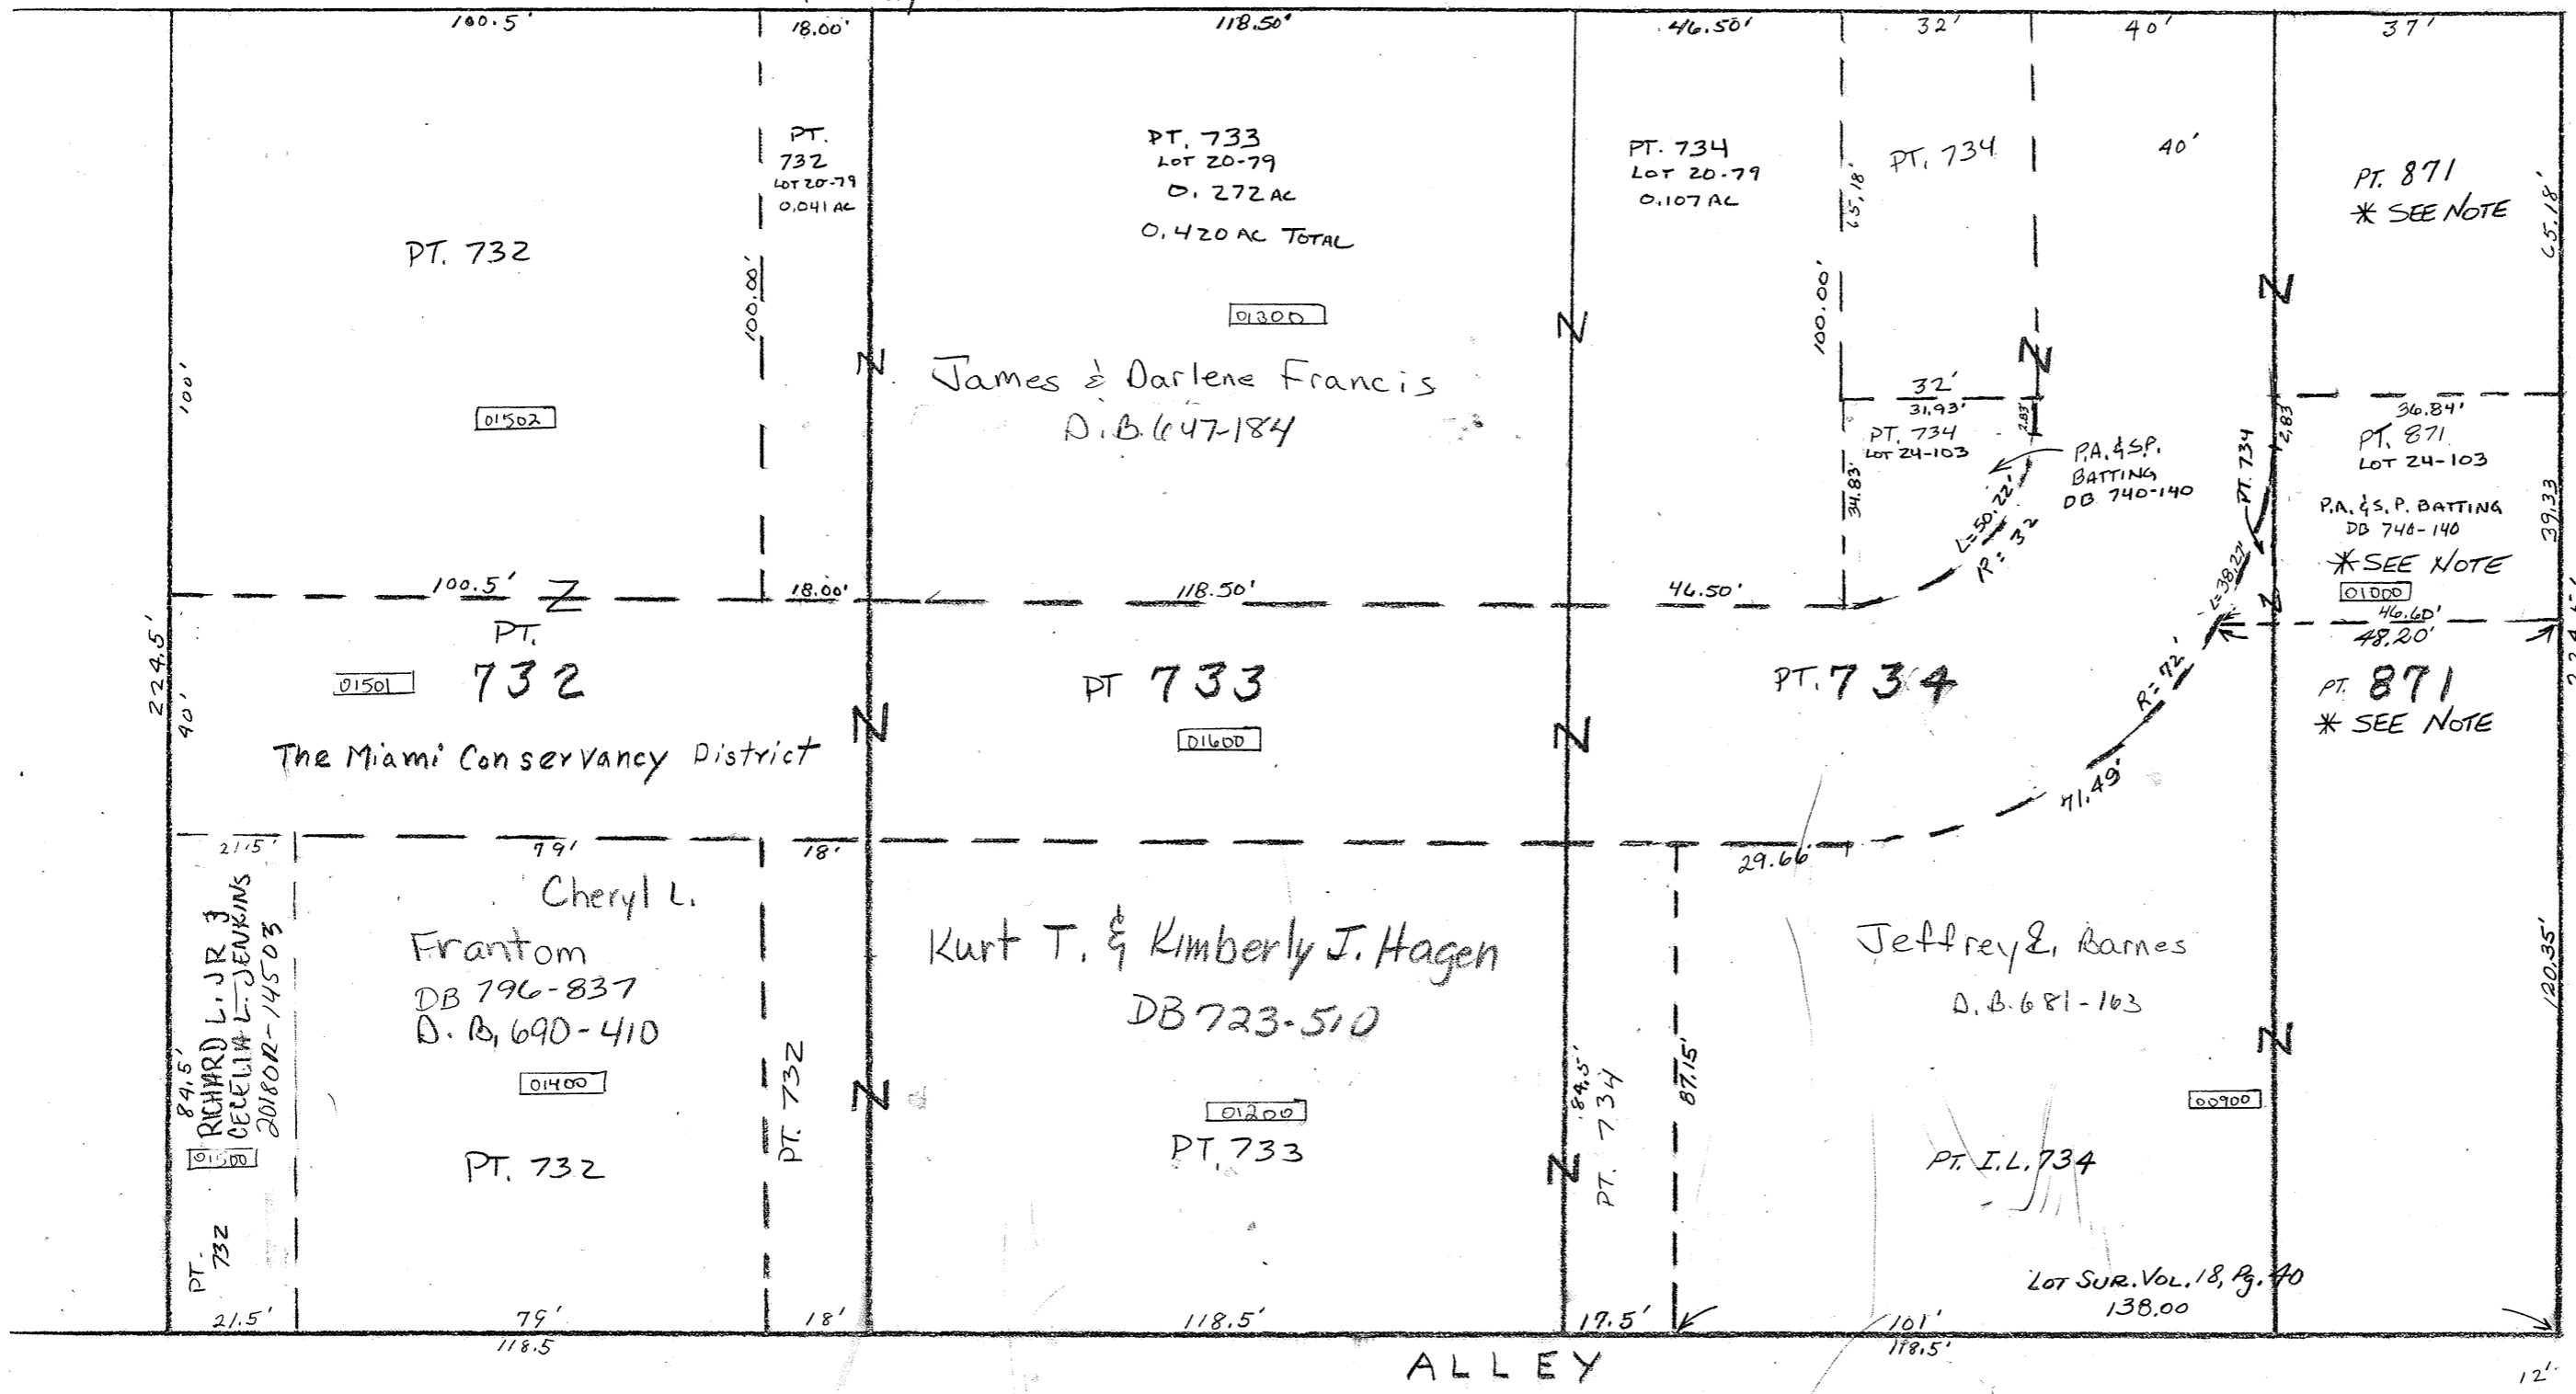 100.5'
18.00'
118.50'
46.50'
32'
40'
37'
PT.
732
LOT 20-79
0.041 AC
PT. 733
LOT 20-79
0.272 AC
0.420 AC TOTAL
PT. 734
LOT 20-79
0.107 AC
65.18'
PT. 734
40'
PT. 871
* SEE NOTE
65.18'
PT. 732
100.00'
100.00'
01300
100'
01502
James & Darlene Francis
D.B. 647-184
32'
31.93'
PT. 734
LOT 24-103
2.83'
34.83'
L=50.22'
R= 32
P.A. & S.P.
BATTING
DB 740-140
PT. 734
2.83
36.84'
PT. 871
LOT 24-103
P.A. & S.P. BATTING
DB 740-140
* SEE NOTE
01000
39.33
L=38.27'
46.60'
48.20'
100.5'
18.00'
118.50'
46.50'
224.5'
40'
PT.
732
01501
The Miami Conservancy District
PT 733
01600
PT. 734
R= 72'
71.49'
PT. 871
* SEE NOTE
21.5'
79'
18'
29.66'
84.5'
RICHARD L. JR &
CECELIA L. JENKINS
2018OR-14503
01500
PT.
732
Cheryl L.
Frantom
DB 796-837
D.B. 690-410
01400
PT. 732
PT. 732
Kurt T. & Kimberly J. Hagen
DB 723-510
01200
PT. 733
84.5'
PT. 734
87.15'
Jeffrey L. Barnes
D.B. 681-163
00900
PT. I.L. 734
120.35'
LOT SUR. VOL. 18, Pg. 40
138.00
21.5'
79'
18'
118.5'
17.5'
101'
118.5
118.5'
ALLEY
12'